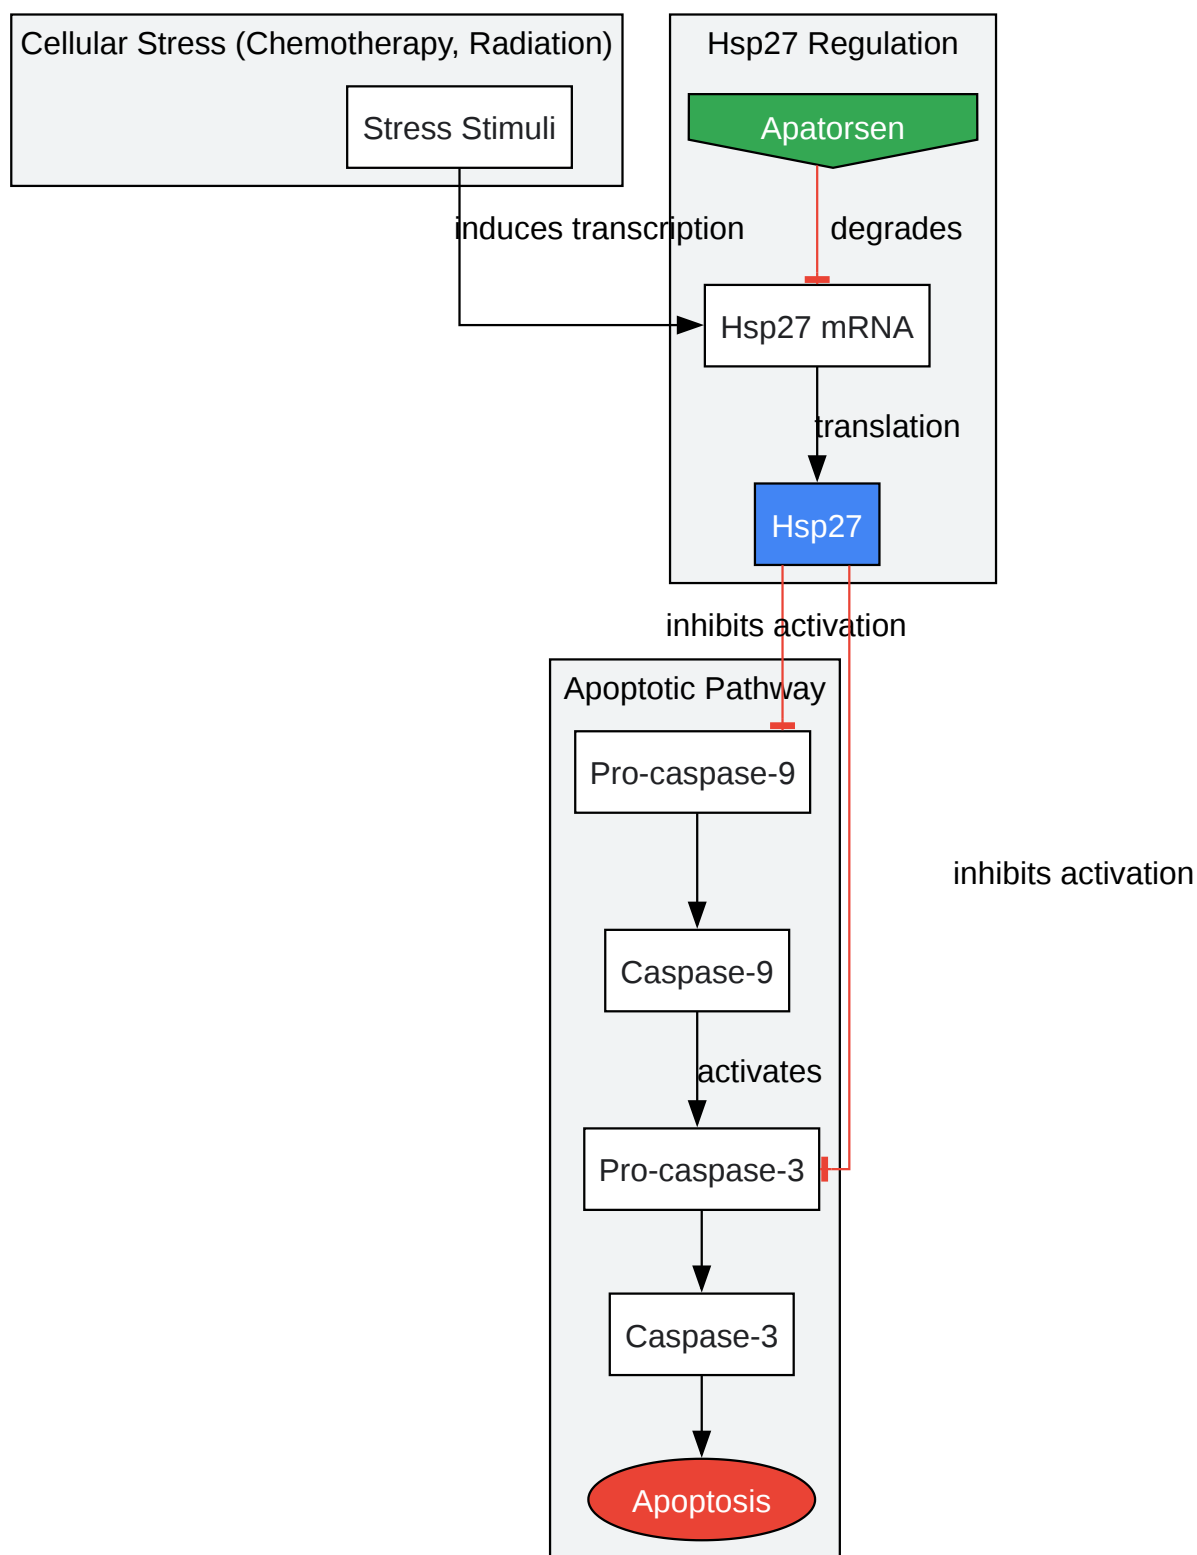 Cellular Stress (Chemotherapy, Radiation)
Hsp27 Regulation
Stress Stimuli
Apatorsen
induces transcription
degrades
Hsp27 mRNA
translation
Hsp27
inhibits activation
Apoptotic Pathway
Pro-caspase-9
inhibits activation
Caspase-9
activates
Pro-caspase-3
Caspase-3
Apoptosis